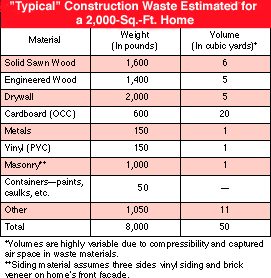 "Typical" Construction Waste Estimated for
a 2,000-Sq.-Ft. Home
Material Weight (In pounds) Volume (In cubic yards)*
Solid Sawn Wood 1,600 6
Engineered Wood 1,400 5
Drywall 2,000 5
Cardboard (OCC) 600 20
Metals 150 1
Vinyl (PVC) 150 1
Masonry** 1,000 1
Containers—paints,
caulks, etc. 50 —
Other 1,050 11
Total 8,000 50
*Volumes are highly variable due to compressibility and captured
air space in waste materials.
**Siding material assumes three sides vinyl siding and brick
veneer on home's front facade.